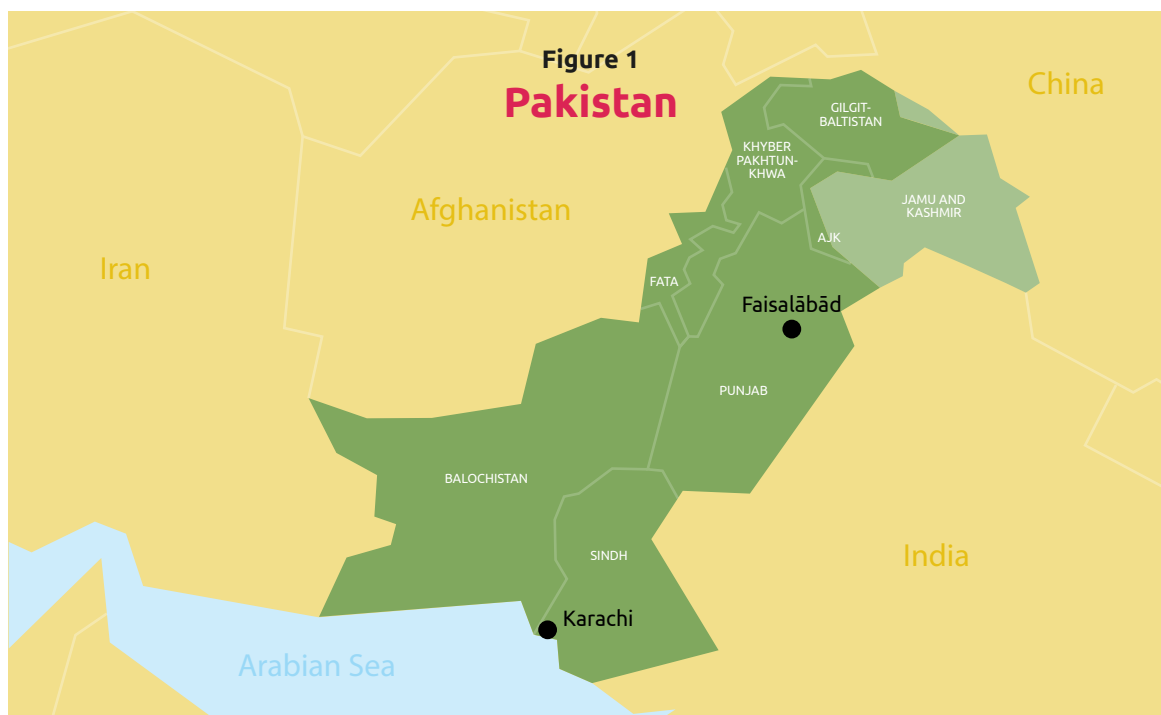 Figure 1
Pakistan
China
GILGIT-
BALTISTAN
KHYBER
PAKHTUN-
KHWA
JAMU AND
KASHMIR
Afghanistan
AJK
Iran
FATA
Faisalābād
PUNJAB
BALOCHISTAN
SINDH
India
Karachi
Arabian Sea